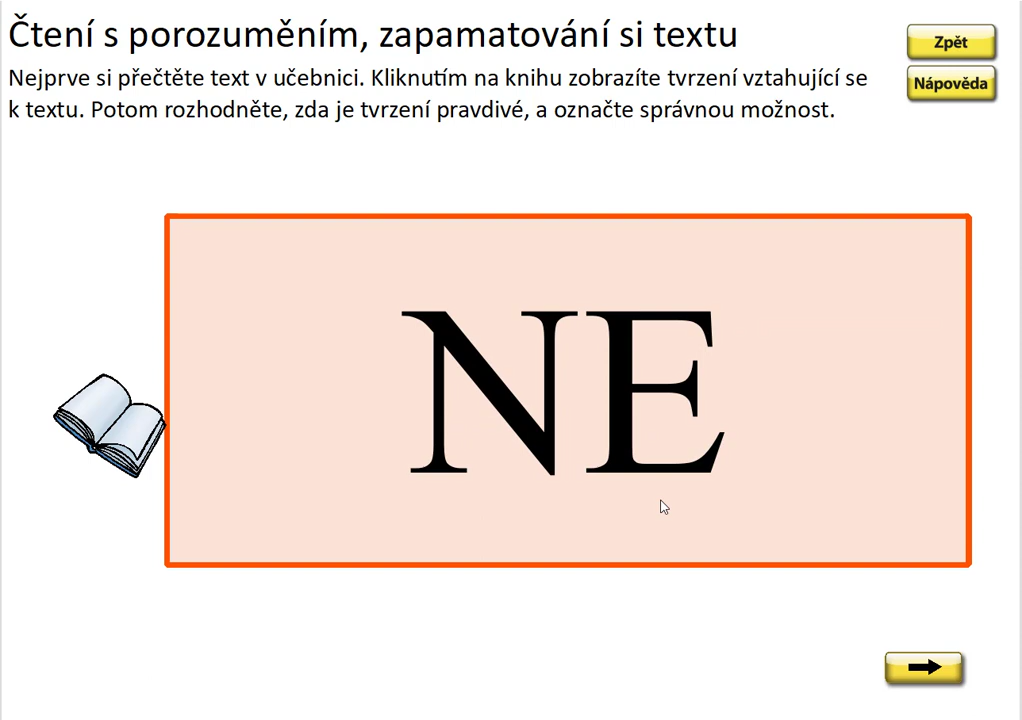 Čtení s porozuměním, zapamatování si textu
Zpět
Nejprve si přečtěte text v učebnici. Kliknutím na knihu zobrazíte tvrzení vztahující se
Nápověda
k textu. Potom rozhodněte, zda je tvrzení pravdivé, a označte správnou možnost.
NE